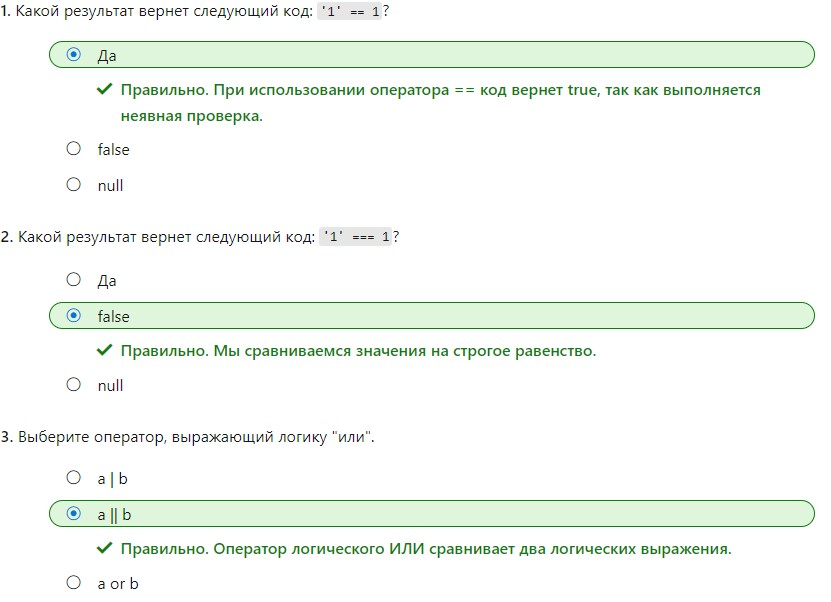 1. Какой результат вернет следующий код: '1' == 1?
Да
Правильно. При использовании оператора == код вернет true, так как выполняется
неявная проверка.
false
null
2. Какой результат вернет следующий код: '1' === 1?
Да
false
Правильно. Мы сравниваемся значения на строгое равенство.
null
3. Выберите оператор, выражающий логику "или".
a | b
a || b
Правильно. Оператор логического ИЛИ сравнивает два логических выражения.
a or b